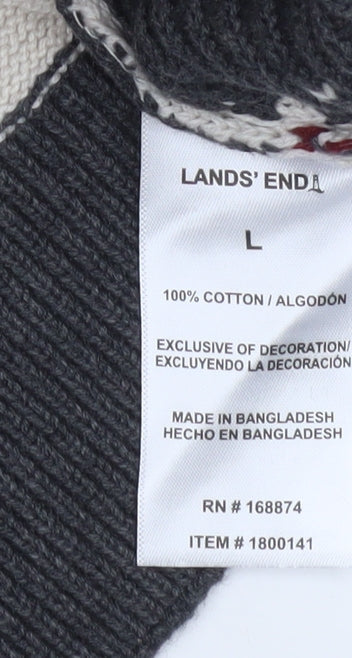 LANDS' END
L
100% COTTON / ALGODÓN
EXCLUSIVE OF DECORATION/
EXCLUYENDO LA DECORACIÓN
MADE IN BANGLADESH
HECHO EN BANGLADESH
RN # 168874
ITEM # 1800141